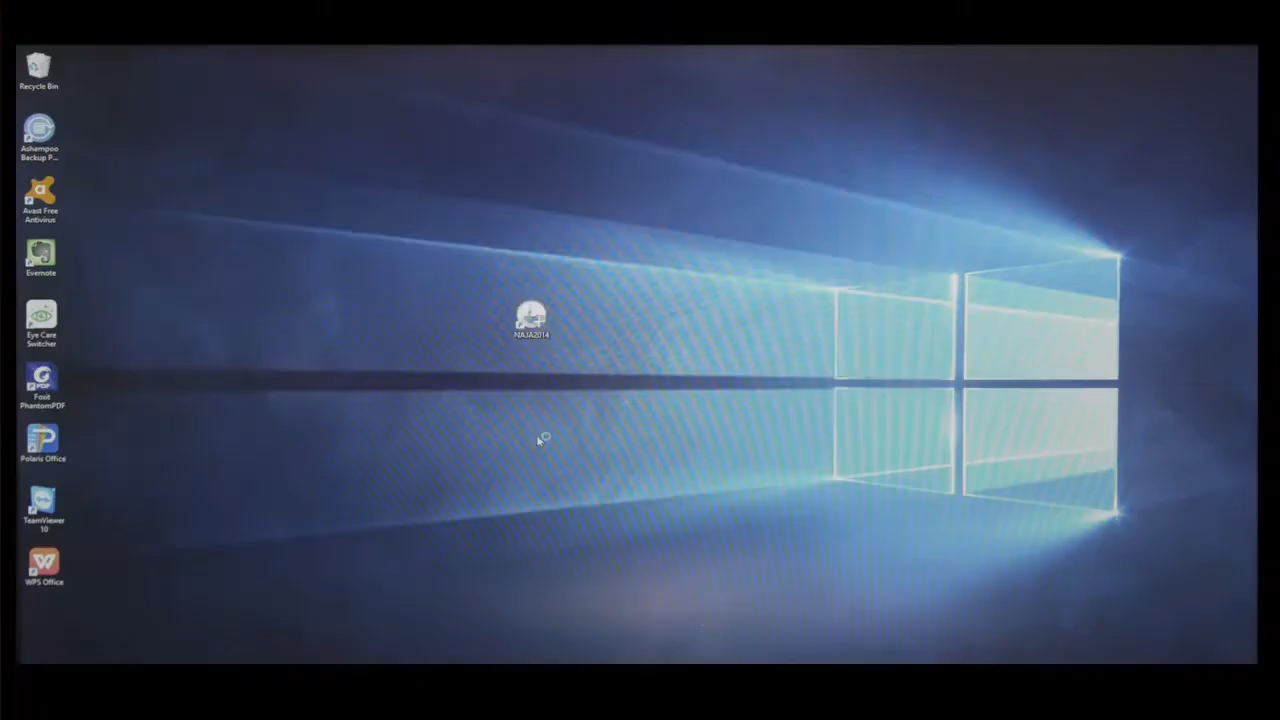 Recycle Bin
Ashampoo
Backup P...
Avast Free
Antivirus
Evernote
Eye Care
Switcher
PDF
Foxit
PhantomPDF
Polaris Office
TeamViewer
10
WPS Office
NAJA2014